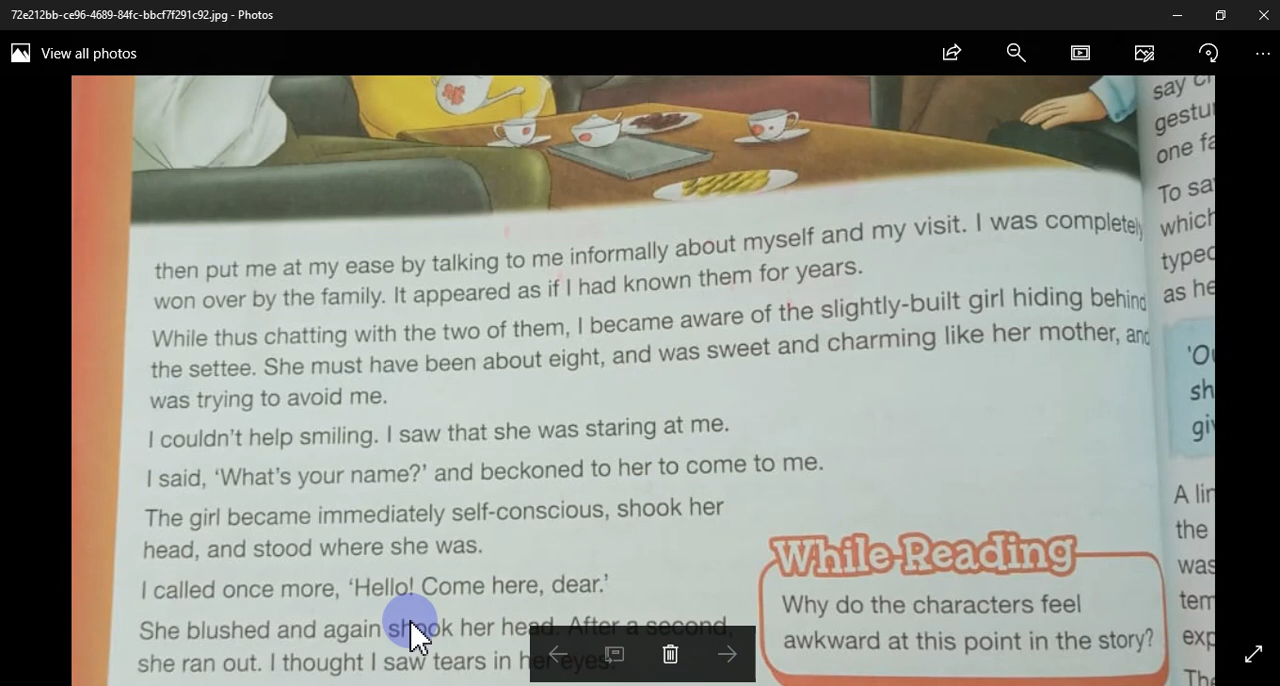 72e212bb-ce96-4689-84fc-bbcf7f291c92.jpg - Photos
View all photos
then put me at my ease by talking to me informally about myself and my visit. I was completely
won over by the family. It appeared as if I had known them for years.
While thus chatting with the two of them, I became aware of the slightly-built girl hiding behind
the settee. She must have been about eight, and was sweet and charming like her mother, and
was trying to avoid me.
I couldn't help smiling. I saw that she was staring at me.
I said, 'What's your name?' and beckoned to her to come to me.
The girl became immediately self-conscious, shook her
head, and stood where she was.
I called once more, 'Hello! Come here, dear.'
She blushed and again shook her head. After a second,
she ran out. I thought I saw tears in her eyes.
While-Reading
Why do the characters feel
awkward at this point in the story?
say
one
To
which
as he
A
the
was